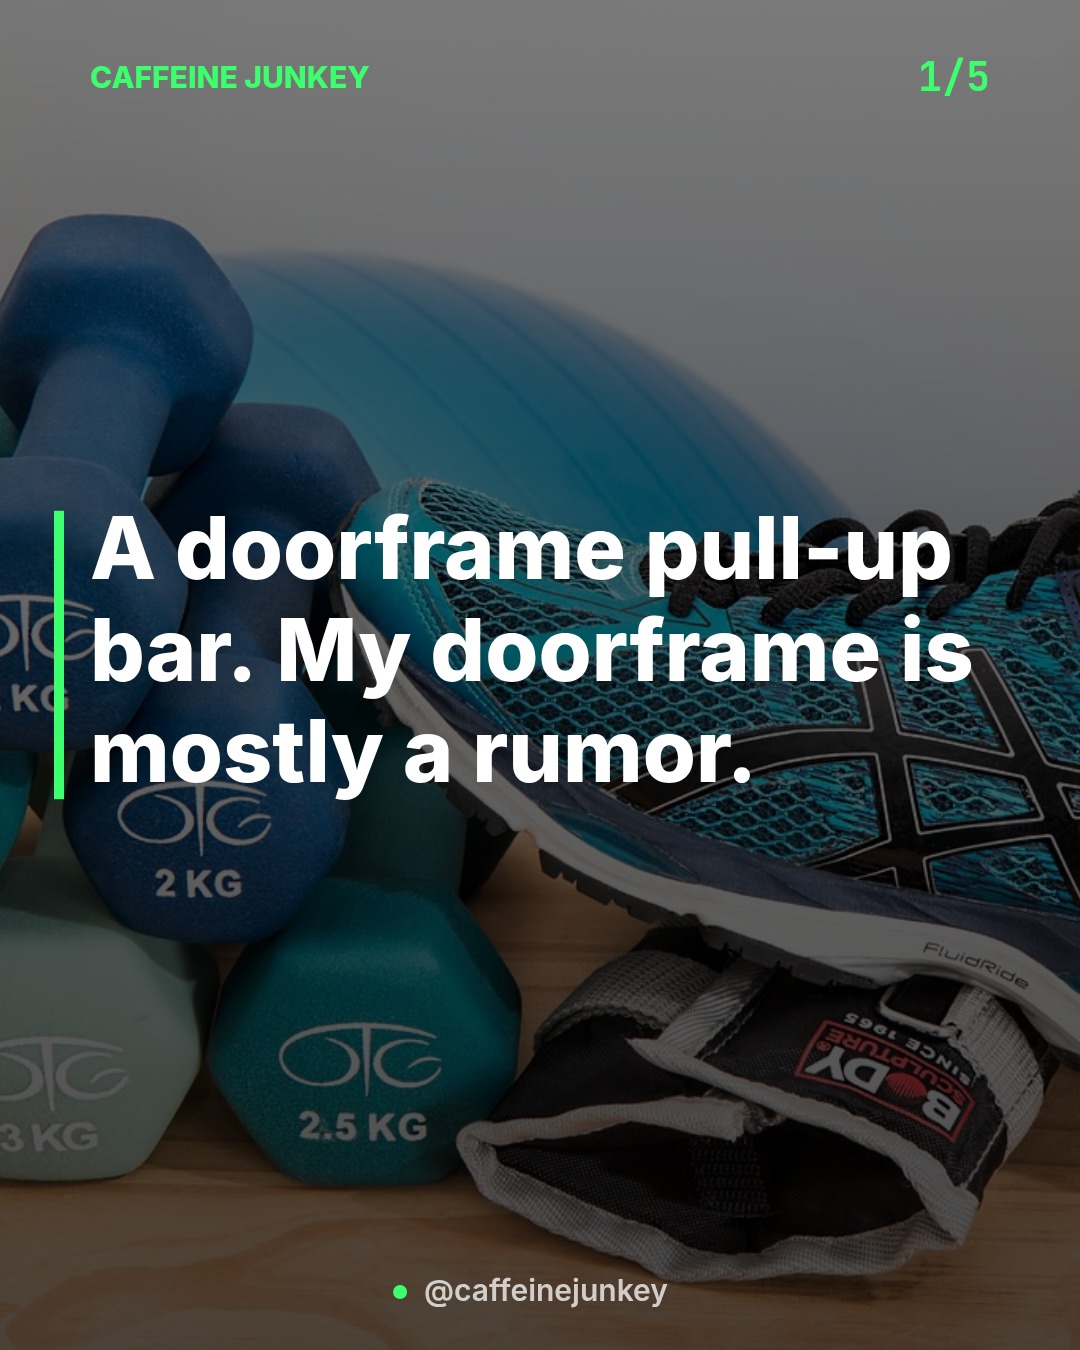 CAFFEINE JUNKEY
1/5
A doorframe pull-up
bar. My doorframe is
mostly a rumor.
OTG
KG
OTG
2 KG
OTG
3 KG
OTG
2.5 KG
FluidRide
BODY
SCULPTURE®
SINCE 1965
@caffeinejunkey